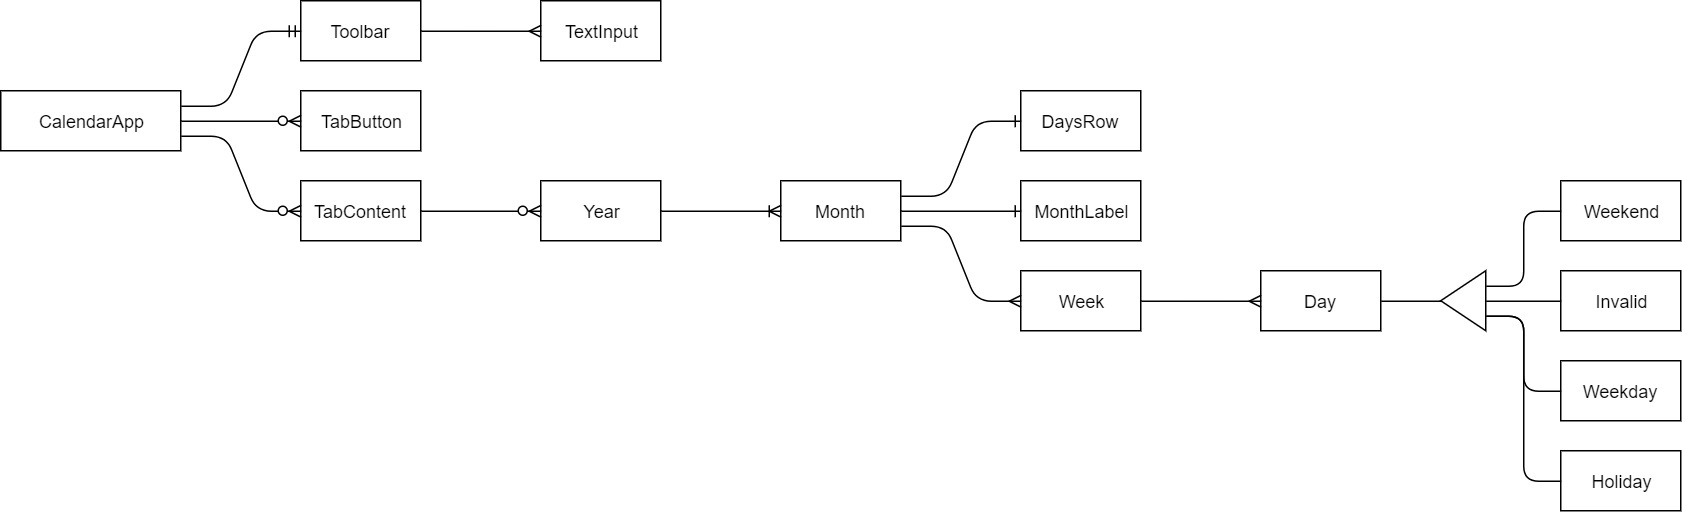 Toolbar
TextInput
CalendarApp
TabButton
DaysRow
TabContent
Year
Month
MonthLabel
Weekend
Week
Day
Invalid
Weekday
Holiday